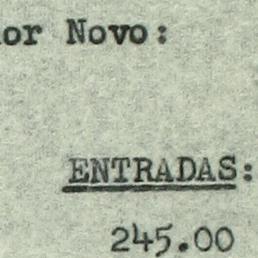 or Novo:
ENTRADAS:
245.00